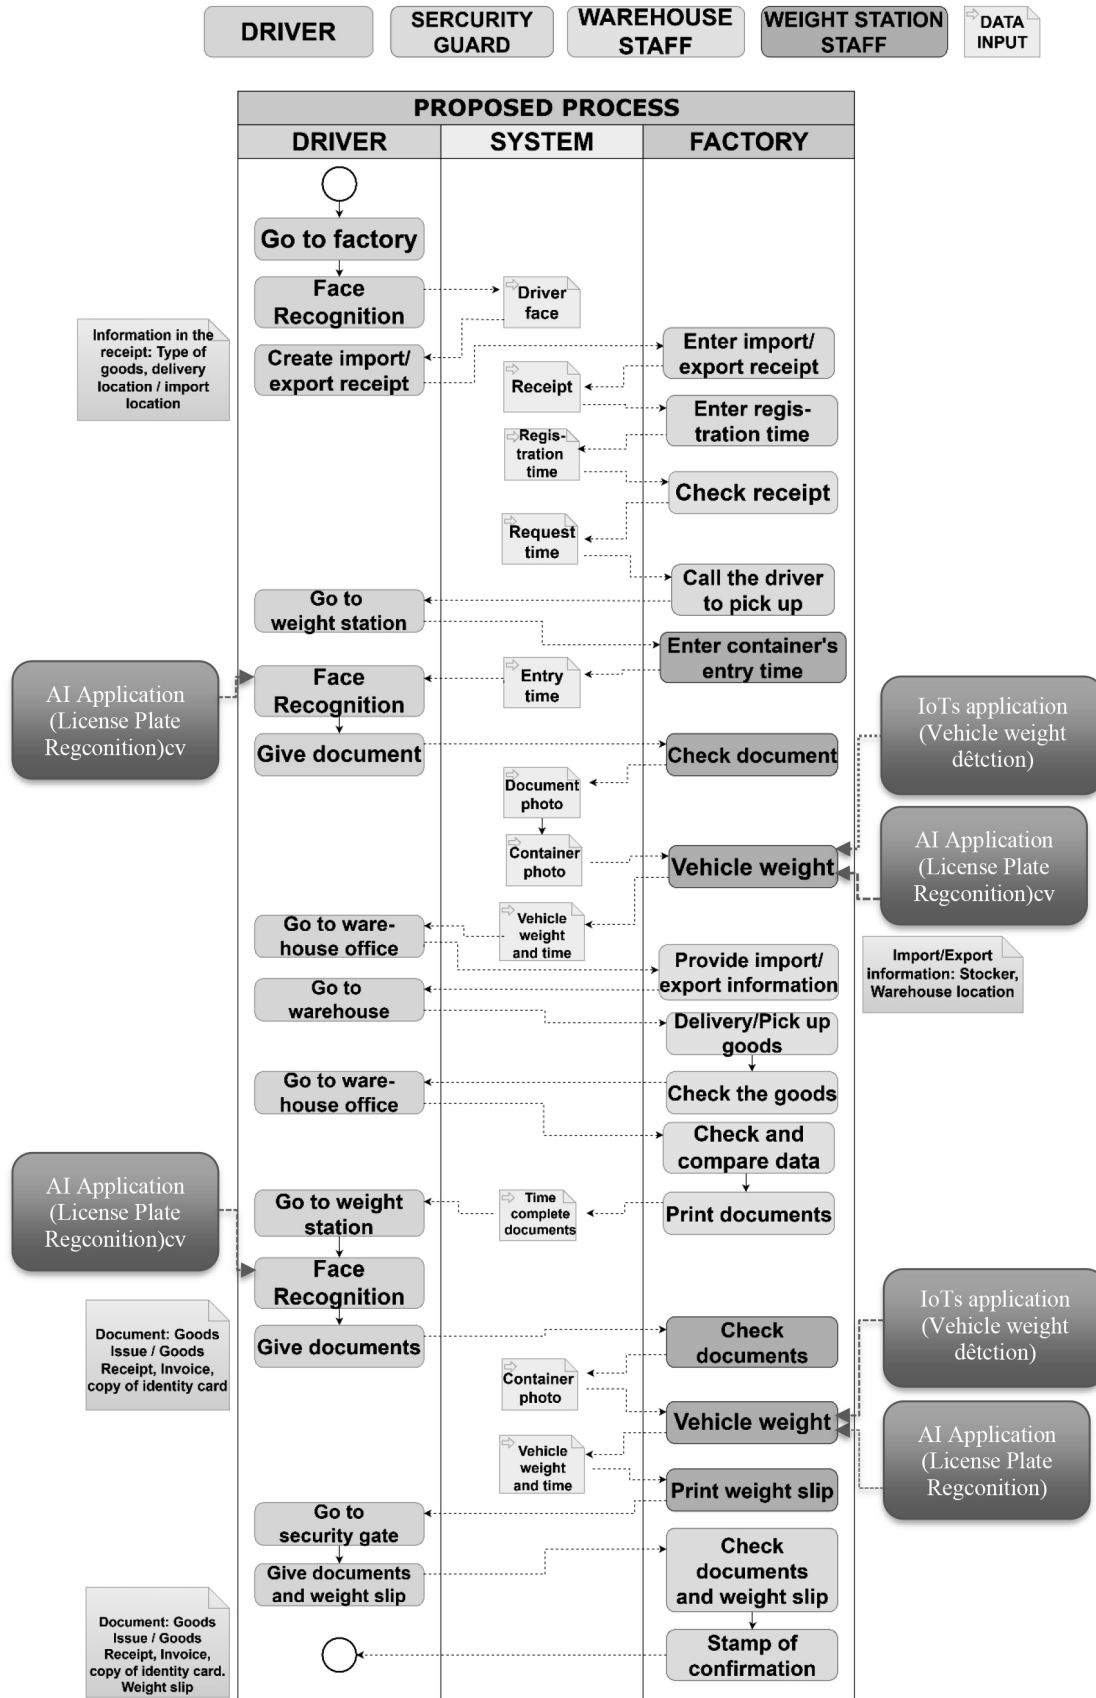 DRIVER
SERCURITY
GUARD
WAREHOUSE
STAFF
WEIGHT STATION
STAFF
DATA
INPUT
PROPOSED PROCESS
DRIVER
SYSTEM
FACTORY
Go to factory
Face
Recognition
Driver
face
Information in the
receipt: Type of
goods, delivery
location / import
location
Create import/
export receipt
Enter import/
export receipt
Receipt
Enter regis-
tration time
Regis-
tration
time
Check receipt
Request
time
Call the driver
to pick up
Go to
weight station
Enter container's
entry time
Entry
time
AI Application
(License Plate
Regconition)cv
Face
Recognition
IoTs application
(Vehicle weight
dêtction)
Give document
Check document
Document
photo
Container
photo
Vehicle weight
AI Application
(License Plate
Regconition)cv
Vehicle
weight
and time
Go to ware-
house office
Provide import/
export information
Import/Export
information: Stocker,
Warehouse location
Go to
warehouse
Delivery/Pick up
goods
Go to ware-
house office
Check the goods
Check and
compare data
AI Application
(License Plate
Regconition)cv
Go to weight
station
Time
complete
documents
Print documents
Face
Recognition
IoTs application
(Vehicle weight
dêtction)
Document: Goods
Issue / Goods
Receipt, Invoice,
copy of identity card
Give documents
Check
documents
Container
photo
Vehicle weight
AI Application
(License Plate
Regconition)
Vehicle
weight
and time
Print weight slip
Go to
security gate
Give documents
and weight slip
Check
documents
and weight slip
Document: Goods
Issue / Goods
Receipt, Invoice,
copy of identity card.
Weight slip
Stamp of
confirmation